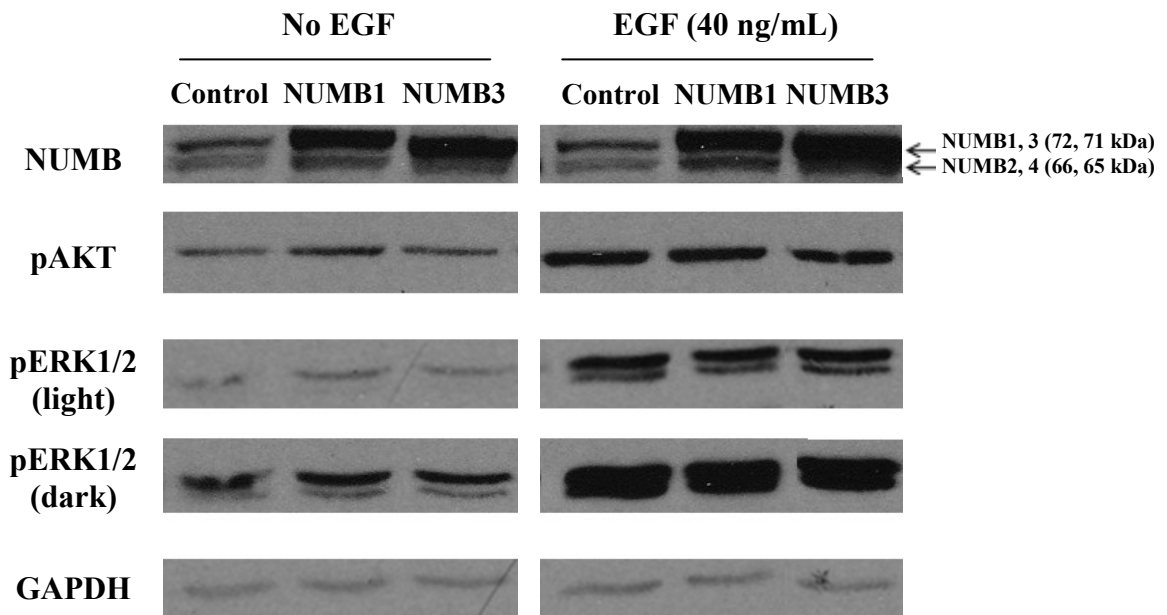 No EGF
EGF (40 ng/mL)
Control NUMB1 NUMB3
Control NUMB1 NUMB3
NUMB
NUMB1, 3 (72, 71 kDa)
NUMB2, 4 (66, 65 kDa)
pAKT
pERK1/2
(light)
pERK1/2
(dark)
GAPDH